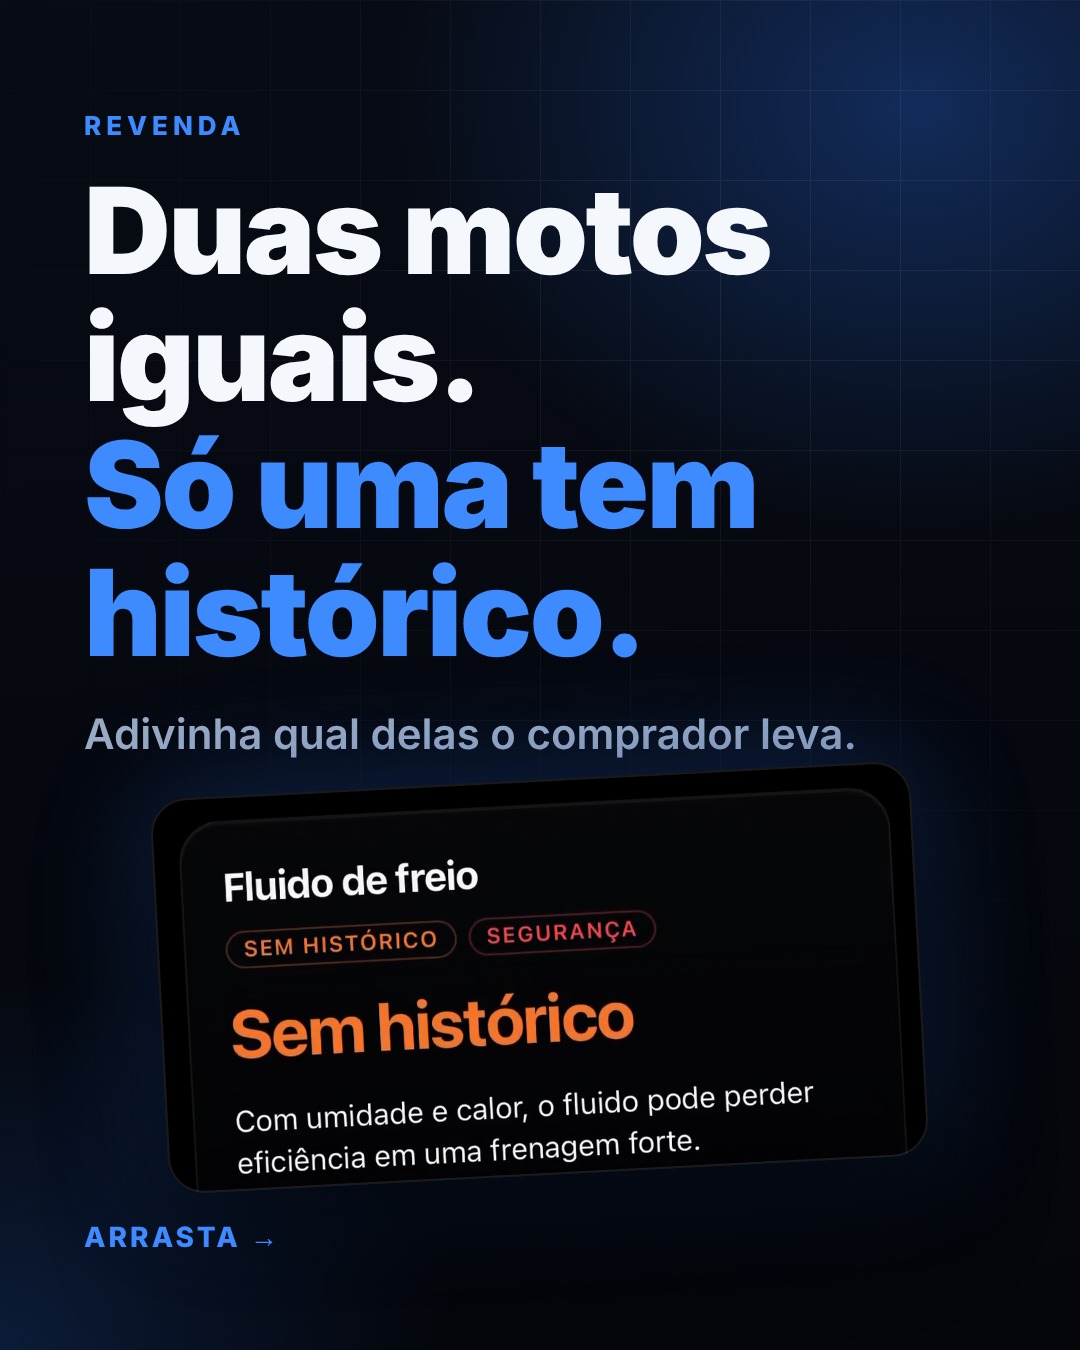 REVENDA
Duas motos
iguais.
Só uma tem
histórico.
Adivinha qual delas o comprador leva.
Fluido de freio
SEM HISTÓRICO SEGURANÇA
Sem histórico
Com umidade e calor, o fluido pode perder
eficiência em uma frenagem forte.
ARRASTA →